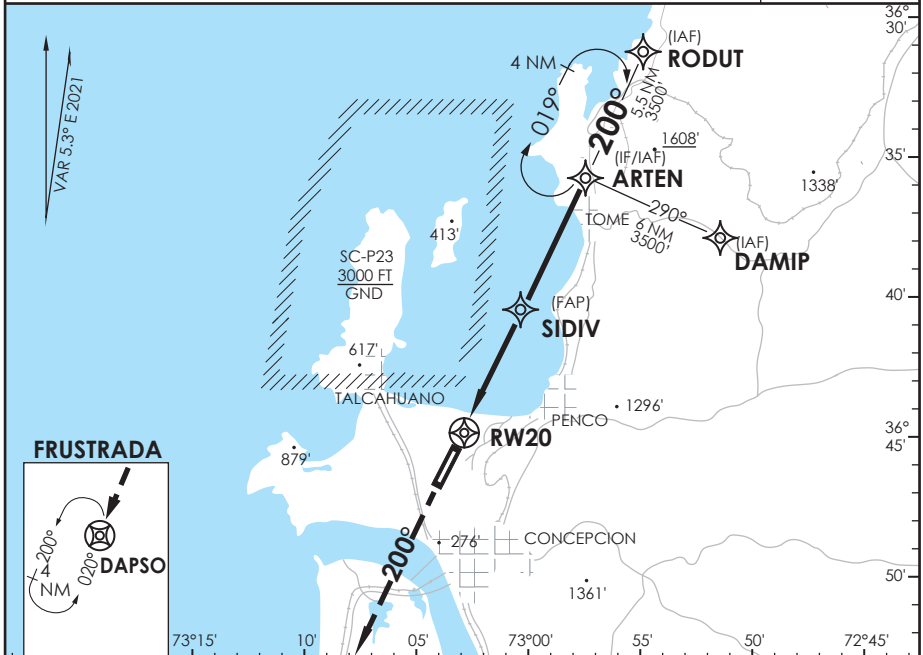 36°
30'
(IAF)
RODUT
4 NM
VAR 5.3° E 2021
019°
200°
5.5 NM
3500'
1608'
35'
(IF/IAF)
ARTEN
1338'
TOME
290°
6 NM
3500'
(IAF)
DAMIP
413'
SC-P23
3000 FT
GND
40'
(FAP)
SIDIV
617'
TALCAHUANO
1296'
PENCO
36°
45'
RW20
FRUSTRADA
879'
200°
4
NM
020°
DAPSO
200°
276'
CONCEPCION
1361'
50'
73°15'
10'
05'
73°00'
55'
50'
72°45'